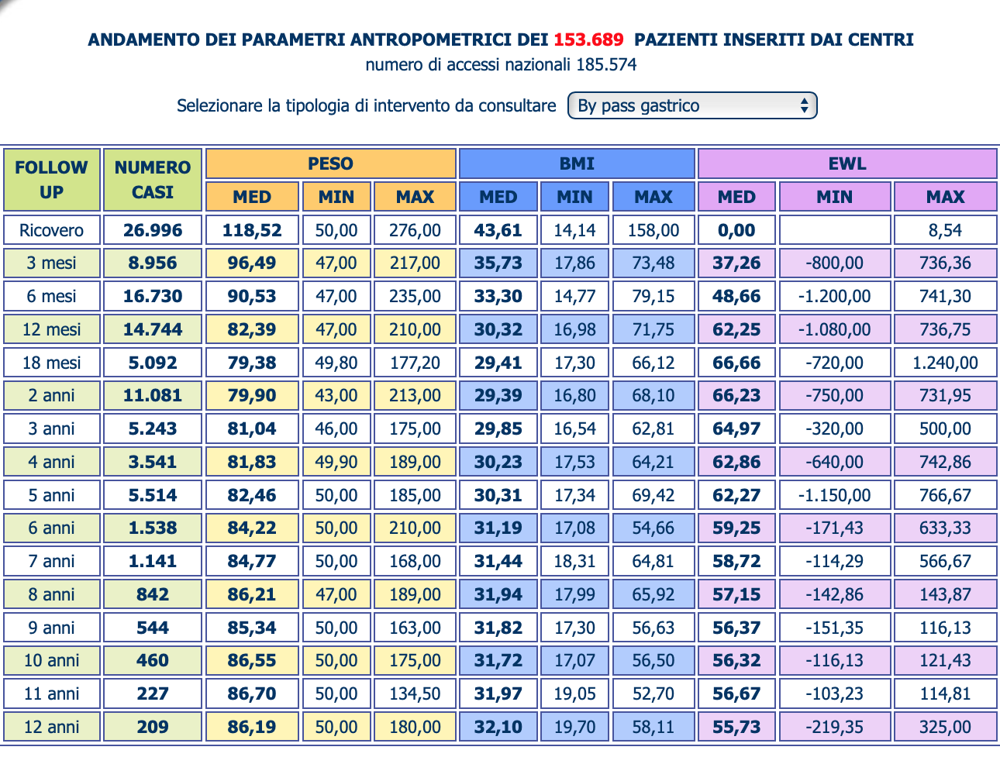 ANDAMENTO DEI PARAMETRI ANTROPOMETRICI DEI 153.689 PAZIENTI INSERITI DAI CENTRI
numero di accessi nazionali 185.574
Selezionare la tipologia di intervento da consultare By pass gastrico
FOLLOW UP NUMERO CASI PESO BMI EWL
MED MIN MAX MED MIN MAX MED MIN MAX
Ricovero 26.996 118,52 50,00 276,00 43,61 14,14 158,00 0,00 8,54
3 mesi 8.956 96,49 47,00 217,00 35,73 17,86 73,48 37,26 -800,00 736,36
6 mesi 16.730 90,53 47,00 235,00 33,30 14,77 79,15 48,66 -1.200,00 741,30
12 mesi 14.744 82,39 47,00 210,00 30,32 16,98 71,75 62,25 -1.080,00 736,75
18 mesi 5.092 79,38 49,80 177,20 29,41 17,30 66,12 66,66 -720,00 1.240,00
2 anni 11.081 79,90 43,00 213,00 29,39 16,80 68,10 66,23 -750,00 731,95
3 anni 5.243 81,04 46,00 175,00 29,85 16,54 62,81 64,97 -320,00 500,00
4 anni 3.541 81,83 49,90 189,00 30,23 17,53 64,21 62,86 -640,00 742,86
5 anni 5.514 82,46 50,00 185,00 30,31 17,34 69,42 62,27 -1.150,00 766,67
6 anni 1.538 84,22 50,00 210,00 31,19 17,08 54,66 59,25 -171,43 633,33
7 anni 1.141 84,77 50,00 168,00 31,44 18,31 64,81 58,72 -114,29 566,67
8 anni 842 86,21 47,00 189,00 31,94 17,99 65,92 57,15 -142,86 143,87
9 anni 544 85,34 50,00 163,00 31,82 17,30 56,63 56,37 -151,35 116,13
10 anni 460 86,55 50,00 175,00 31,72 17,07 56,50 56,32 -116,13 121,43
11 anni 227 86,70 50,00 134,50 31,97 19,05 52,70 56,67 -103,23 114,81
12 anni 209 86,19 50,00 180,00 32,10 19,70 58,11 55,73 -219,35 325,00